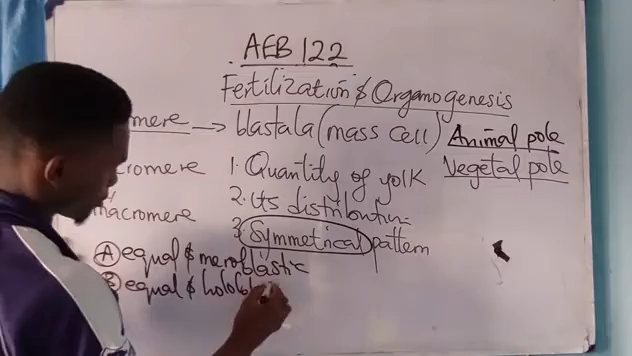 AEB 122
Fertilization & Organogenesis
mere → blastala (mass cell)
Animal pole
Vegetal pole
cromere
macromere
1. Quantity of yolk
2. Its distribution
3. Symmetrical pattern
A equal & meroblastic
B equal & holobl